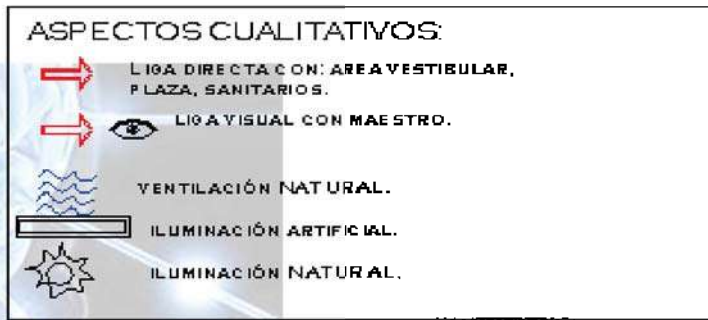 ASPECTOS CUALITATIVOS:
LIGA DIRECTA CON: AREA VESTIBULAR,
PLAZA, SANITARIOS.
LIGA VISUAL CON MAESTRO.
VENTILACIÓN NATURAL.
ILUMINACIÓN ARTIFICIAL.
ILUMINACIÓN NATURAL.